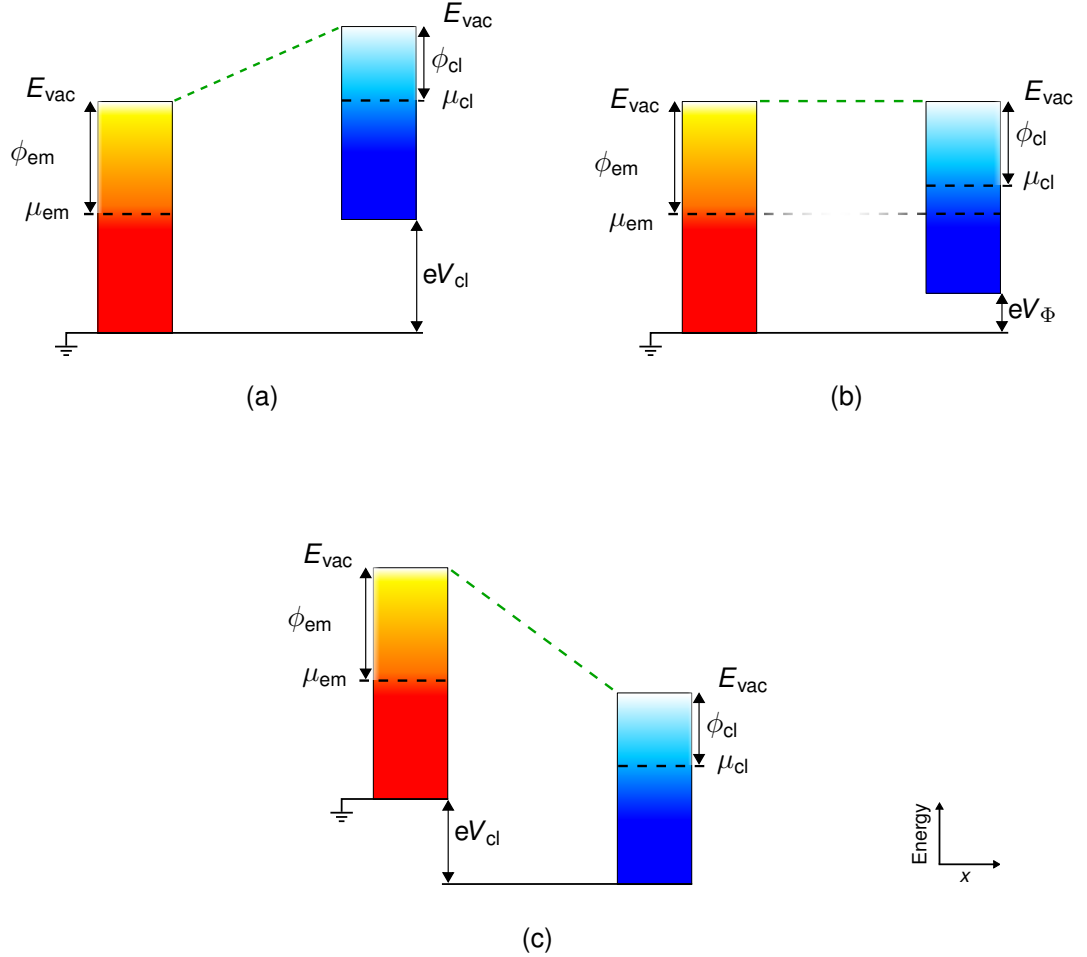 E_vac
ϕ_cl
μ_cl
E_vac
ϕ_em
μ_em
eV_cl
(a)
E_vac
ϕ_em
μ_em
E_vac
ϕ_cl
μ_cl
eV_Φ
(b)
E_vac
ϕ_em
μ_em
E_vac
ϕ_cl
μ_cl
eV_cl
(c)
Energy
x